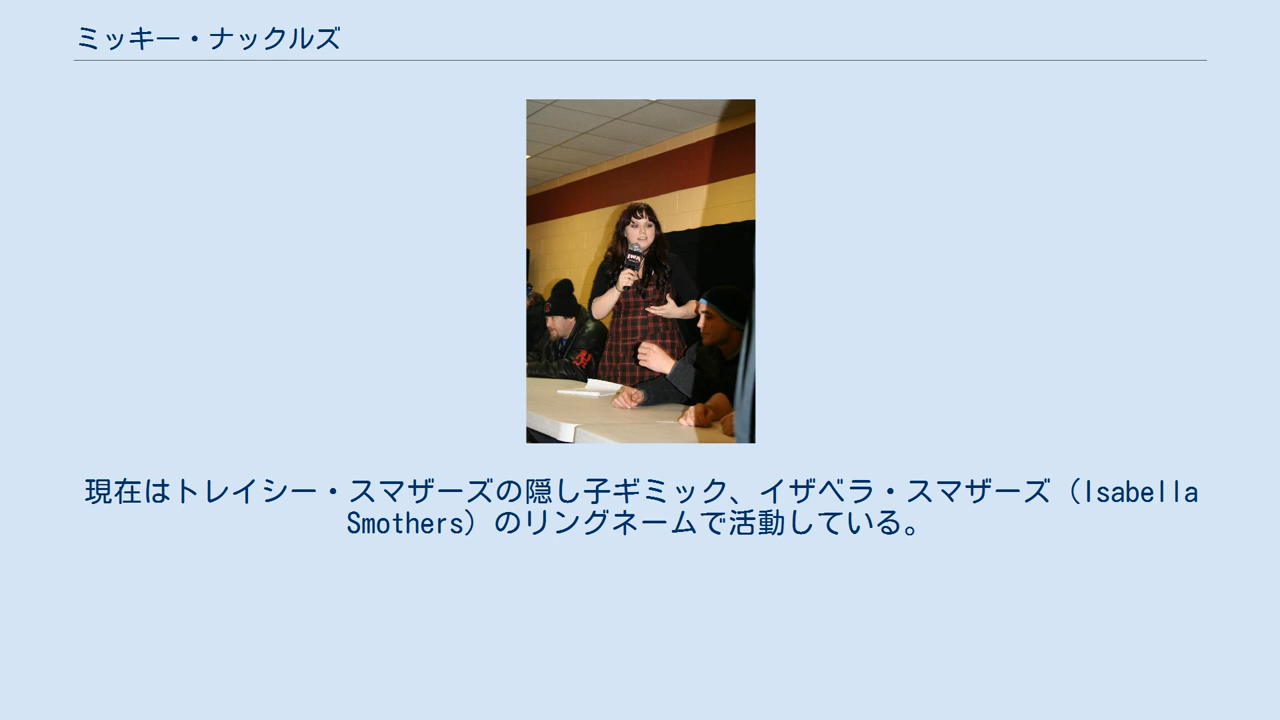 ミッキー・ナックルズ
IWA
現在はトレイシー・スマザーズの隠し子ギミック、イザベラ・スマザーズ（Isabella
Smothers）のリングネームで活動している。